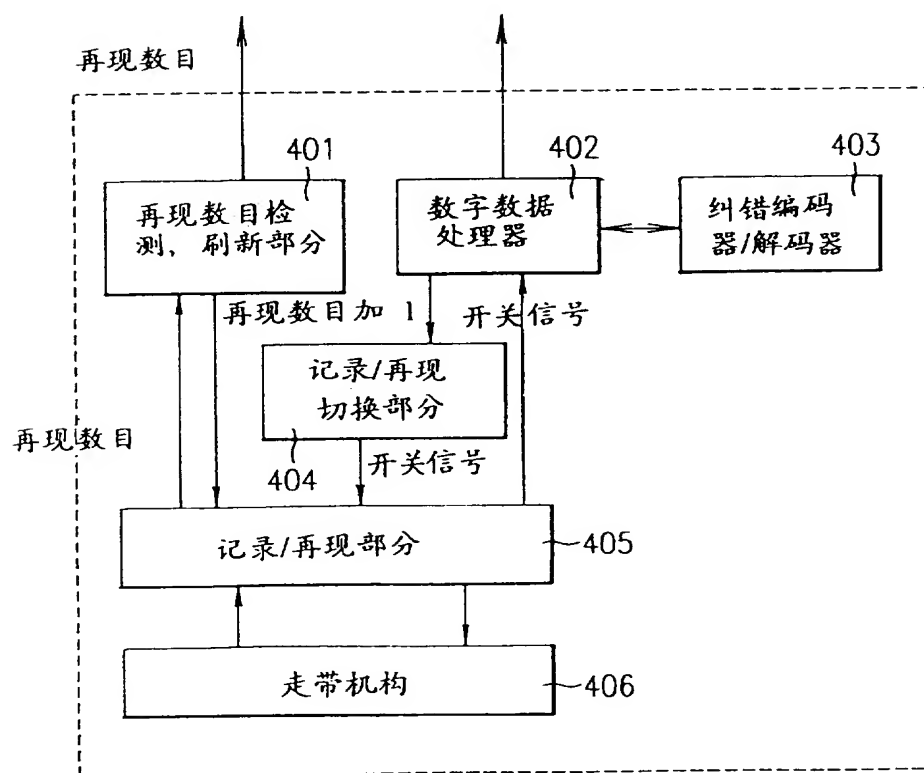 再现数目
401
402
403
再现数目检
测，刷新部分
数字数据
处理器
纠错编码
器/解码器
再现数目加 1
开关信号
记录/再现
切换部分
再现数目
404
开关信号
记录/再现部分
405
走带机构
406